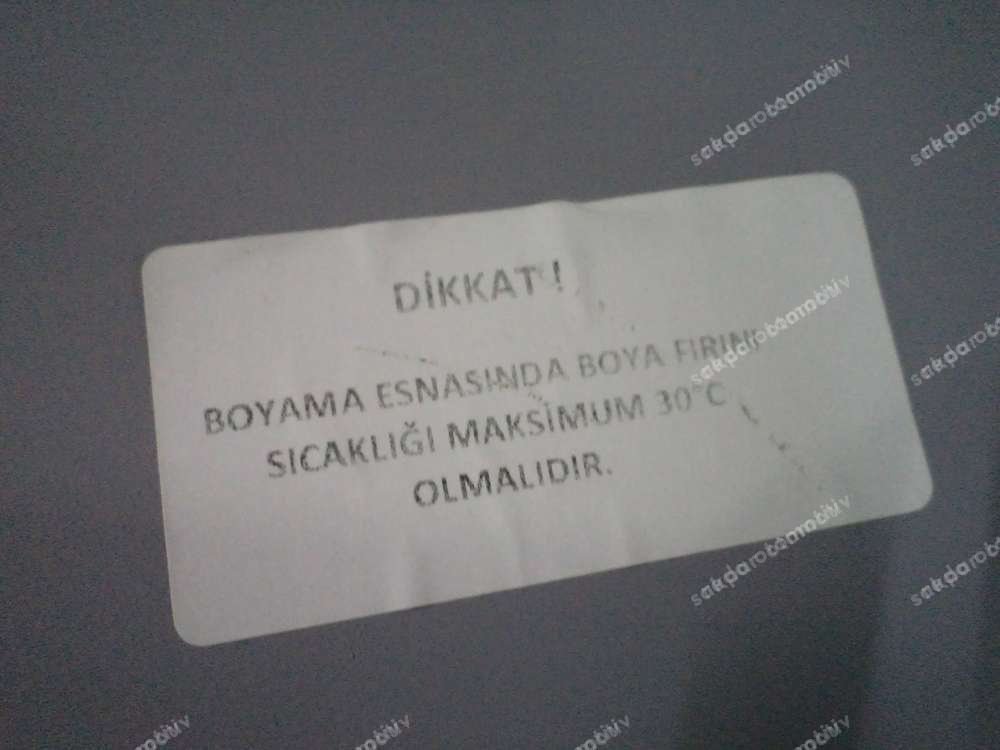 DİKKAT !
BOYAMA ESNASINDA BOYA FIRINI
SICAKLIĞI MAKSİMUM 30°C
OLMALIDIR.